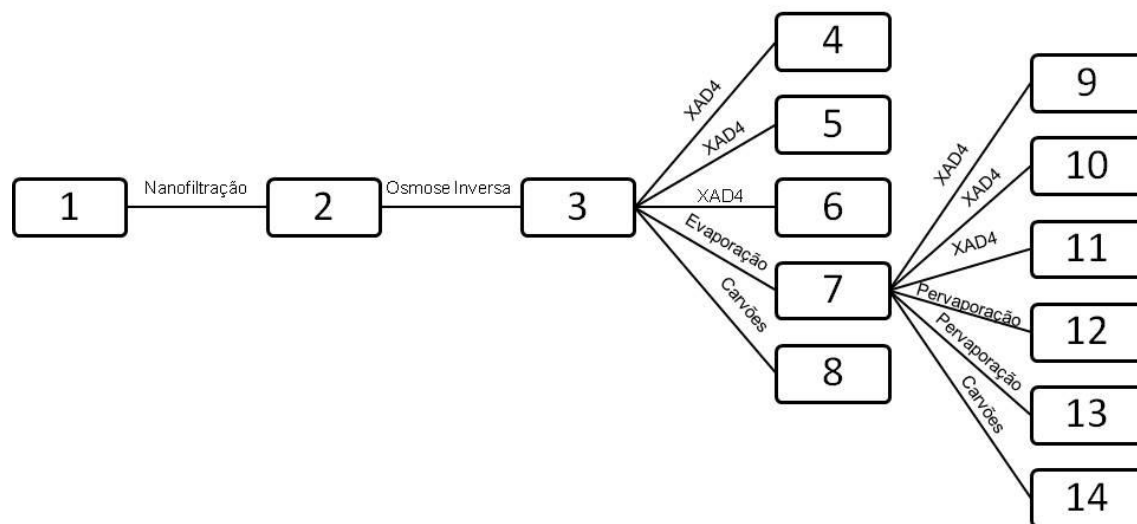 1
Nanofiltração
2
Osmose Inversa
3
XAD4
4
XAD4
5
XAD4
6
Evaporação
7
Carvões
8
XAD4
9
XAD4
10
XAD4
11
Pervaporação
12
Pervaporação
13
Carvões
14